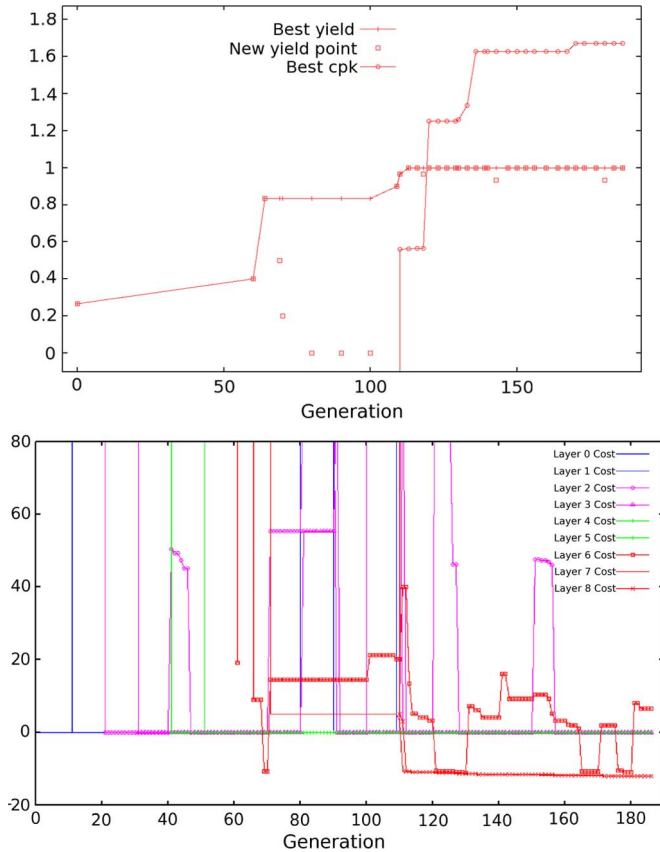 1.8
1.6
1.4
1.2
1
0.8
0.6
0.4
0.2
0
Best yield
New yield point
Best cpk
0 50 100 150
Generation
80
60
40
20
0
-20
Layer 0 Cost
Layer 1 Cost
Layer 2 Cost
Layer 3 Cost
Layer 4 Cost
Layer 5 Cost
Layer 6 Cost
Layer 7 Cost
Layer 8 Cost
0 20 40 60 80 100 120 140 160 180
Generation